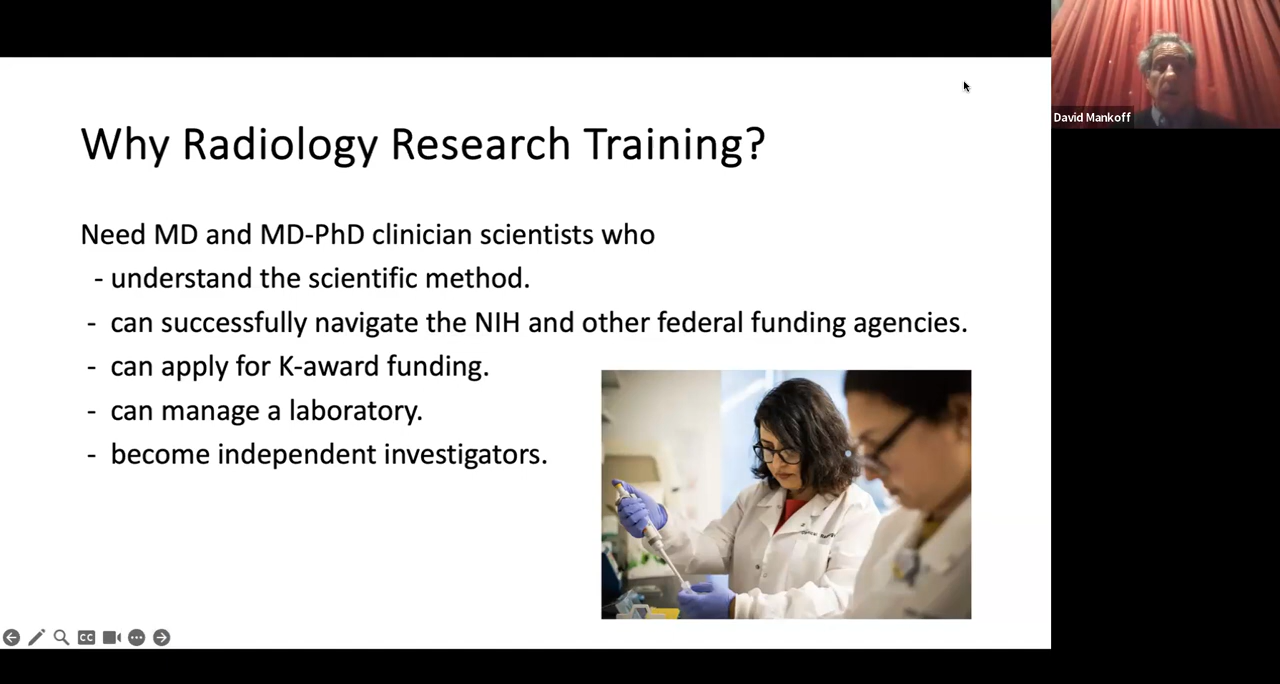 Why Radiology Research Training?
Need MD and MD-PhD clinician scientists who
- understand the scientific method.
- can successfully navigate the NIH and other federal funding agencies.
- can apply for K-award funding.
- can manage a laboratory.
- become independent investigators.
David Mankoff
CC